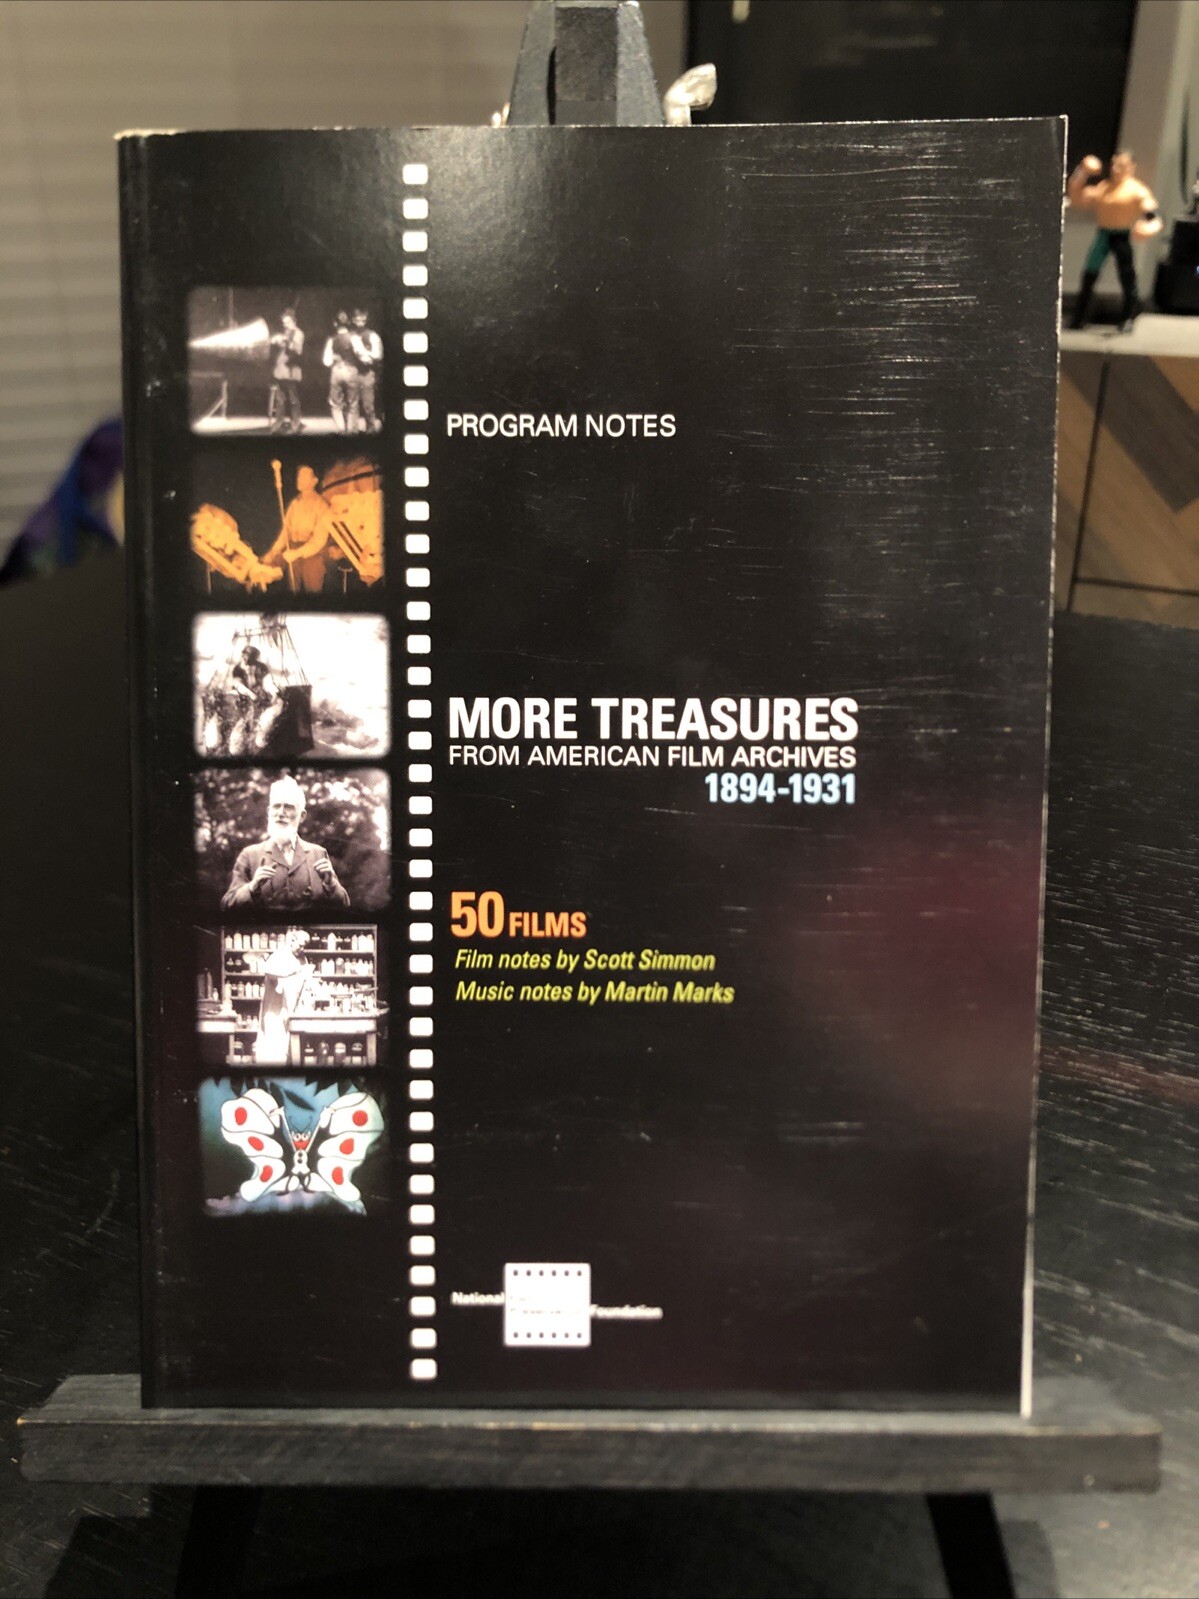 PROGRAM NOTES
MORE TREASURES
FROM AMERICAN FILM ARCHIVES
1894-1931
50 FILMS
Film notes by Scott Simmon
Music notes by Martin Marks
National
Foundation